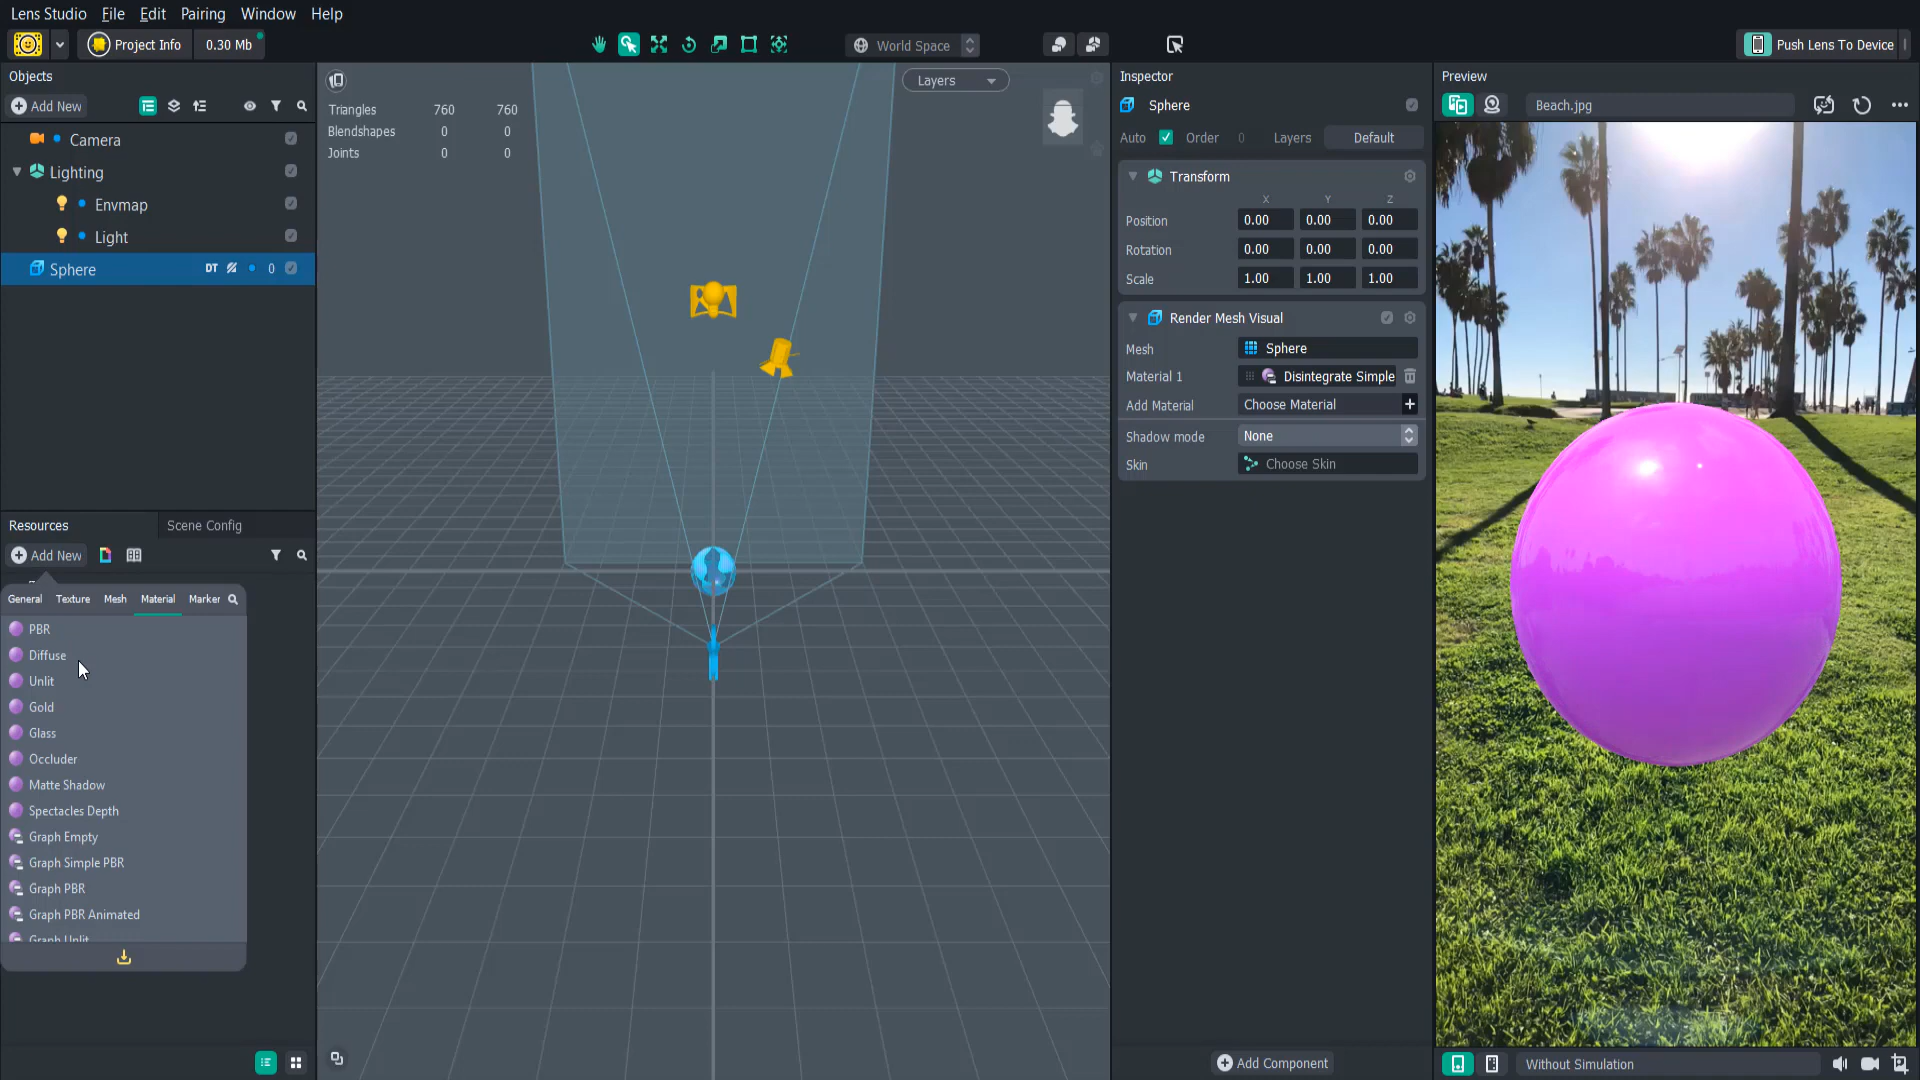 Lens Studio File Edit Pairing Window Help
Project Info 0.30 Mb World Space Push Lens To Device
Objects
Add New
Camera
Lighting
Envmap
Light
Sphere DT 0
Resources Scene Config
Add New
General Texture Mesh Material Marker
PBR
Diffuse
Unlit
Gold
Glass
Occluder
Matte Shadow
Spectacles Depth
Graph Empty
Graph Simple PBR
Graph PBR
Graph PBR Animated
Graph Unlit
Layers
Triangles 760 760
Blendshapes 0 0
Joints 0 0
Inspector
Sphere
Auto Order 0 Layers Default
Transform
X Y Z
Position 0.00 0.00 0.00
Rotation 0.00 0.00 0.00
Scale 1.00 1.00 1.00
Render Mesh Visual
Mesh Sphere
Material 1 Disintegrate Simple
Add Material Choose Material
Shadow mode None
Skin Choose Skin
Add Component
Preview
Beach.jpg
Without Simulation